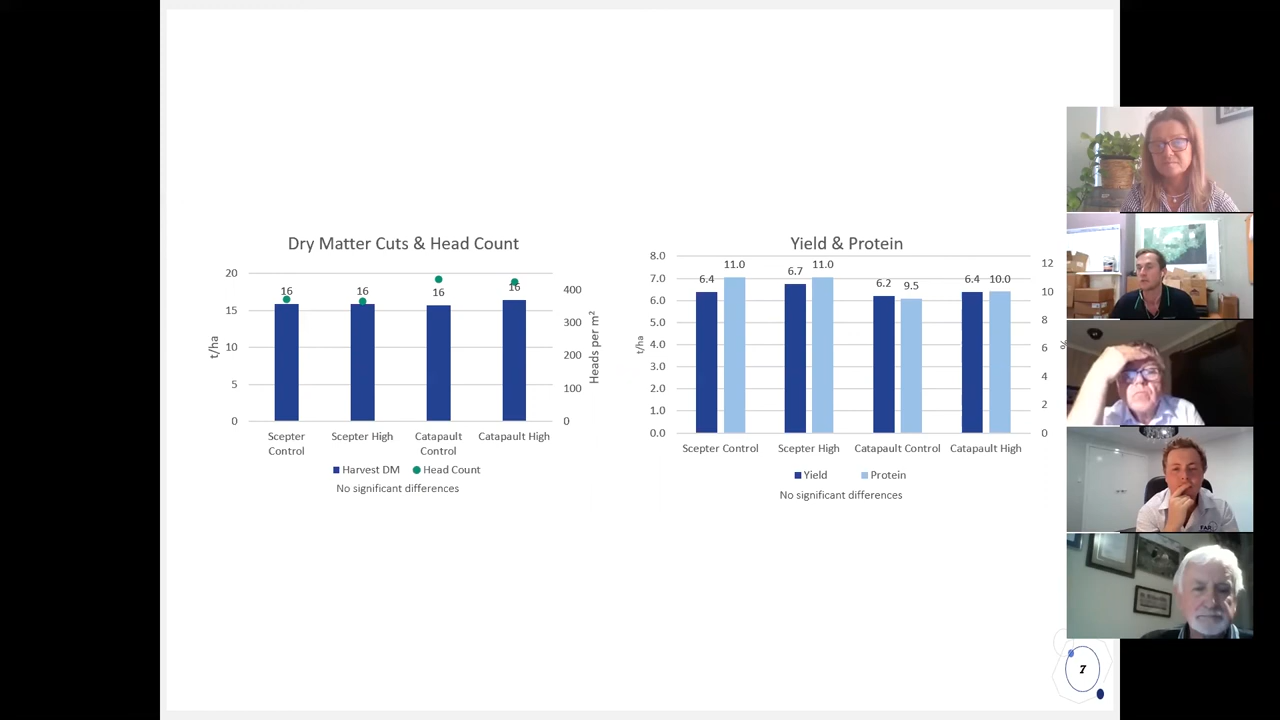 Dry Matter Cuts & Head Count
20
15
10
5
0
t/ha
16
16
16
16
400
300
200
100
0
Heads per m²
Scepter
Control
Scepter High
Catapault
Control
Catapault High
Harvest DM
Head Count
No significant differences
Yield & Protein
8.0
7.0
6.0
5.0
4.0
3.0
2.0
1.0
0.0
t/ha
6.4
11.0
6.7
11.0
6.2
9.5
6.4
10.0
12
10
8
6
4
2
0
%
Scepter Control
Scepter High
Catapault Control
Catapault High
Yield
Protein
No significant differences
FAR
7